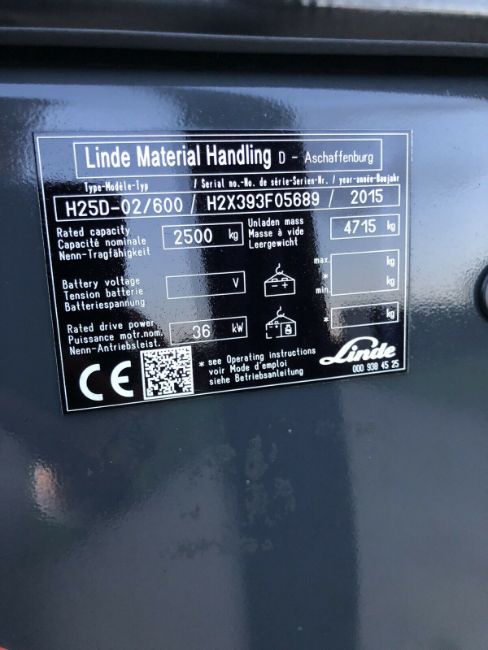 Linde Material Handling D - Aschaffenburg
Type-Modèle-Typ / Serial no.-No. de série-Serien-Nr. / year-année-Baujahr
H25D-02/600 / H2X393F05689 / 2015
Rated capacity
Capacité nominale
Nenn-Tragfähigkeit
2500 kg
Unladen mass
Masse à vide
Leergewicht
4715 kg
Battery voltage
Tension batterie
Batteriespannung
V
max. kg
*
min. kg
Rated drive power
Puissance motr.nom.
Nenn-Antriebsleist.
36 kW
* kg
CE
* see Operating instructions
voir Mode d'emploi
siehe Betriebsanleitung
Linde
000 938 45 25